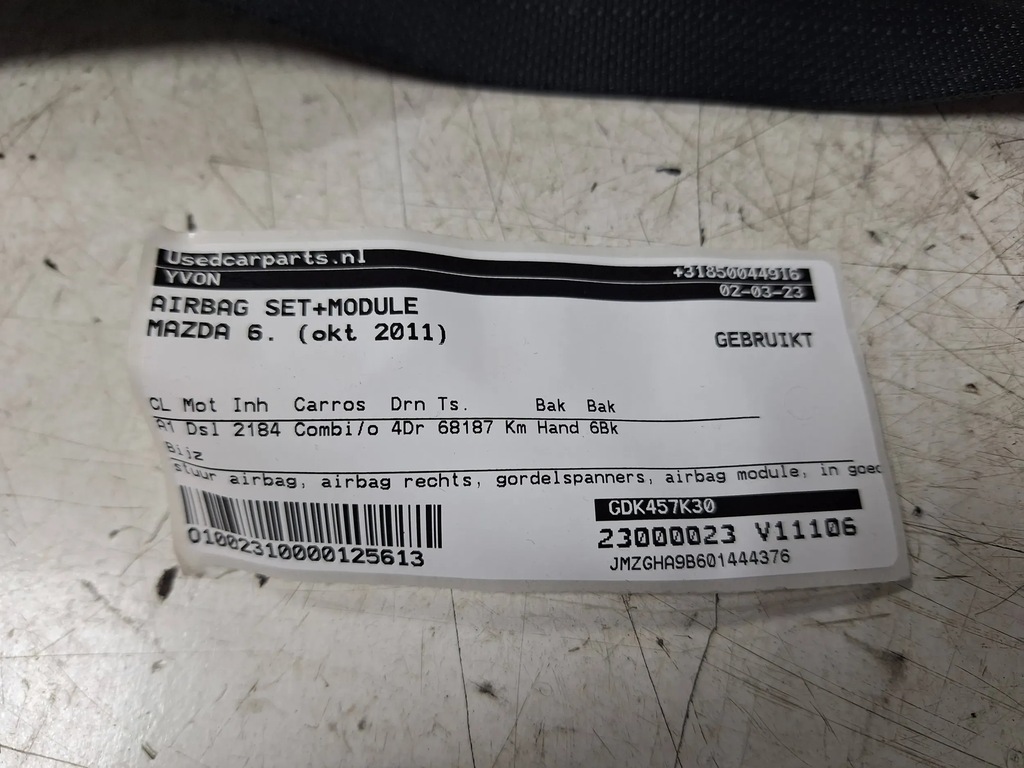 Usedcarparts.nl +31850044916
YVON 02-03-23
AIRBAG SET+MODULE
MAZDA 6. (okt 2011) GEBRUIKT
CL Mot Inh Carros Drn Ts. Bak Bak
A1 Dsl 2184 Combi/o 4Dr 68187 Km Hand 6Bk
Bijz
stuur airbag, airbag rechts, gordelspanners, airbag module, in goed
GDK457K30
01002310000125613 23000023 V11106
JMZGHA9B601444376